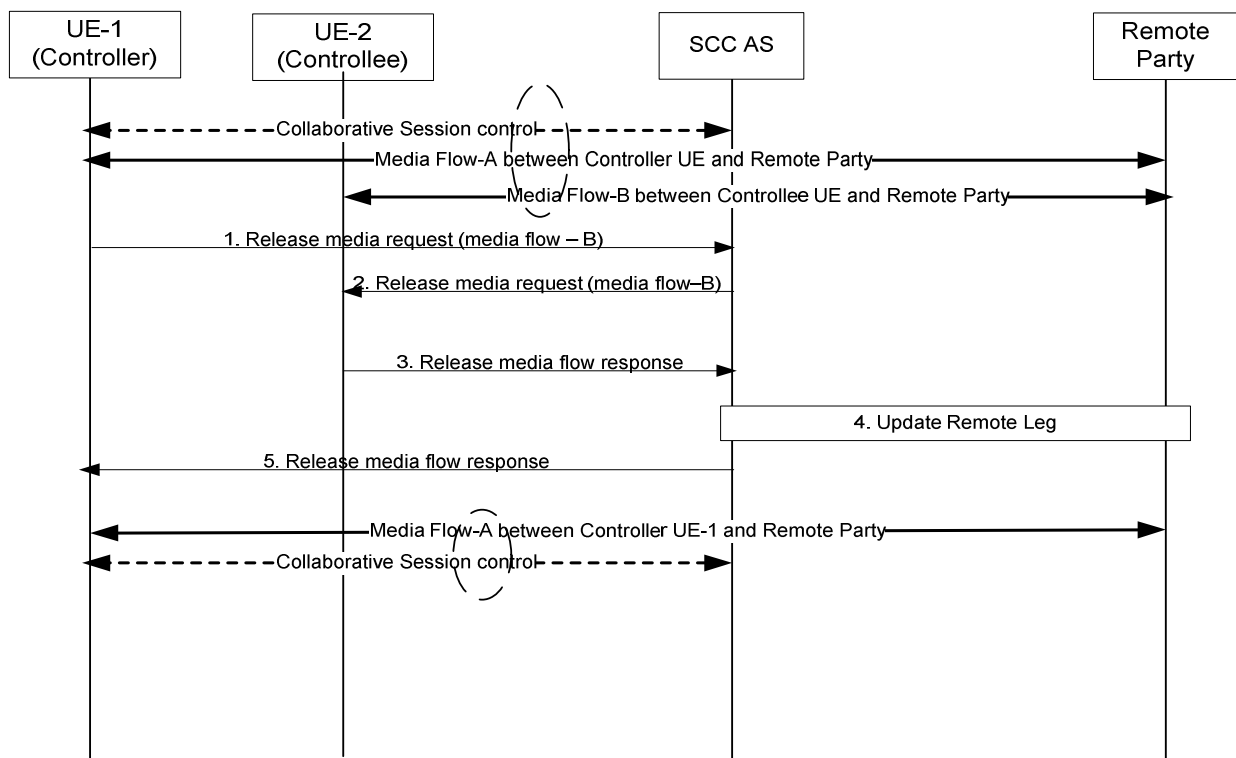 UE-1
(Controller)
UE-2
(Controllee)
SCC AS
Remote
Party
Collaborative Session control
Media Flow-A between Controller UE and Remote Party
Media Flow-B between Controllee UE and Remote Party
1. Release media request (media flow – B)
2. Release media request (media flow–B)
3. Release media flow response
4. Update Remote Leg
5. Release media flow response
Media Flow-A between Controller UE-1 and Remote Party
Collaborative Session control